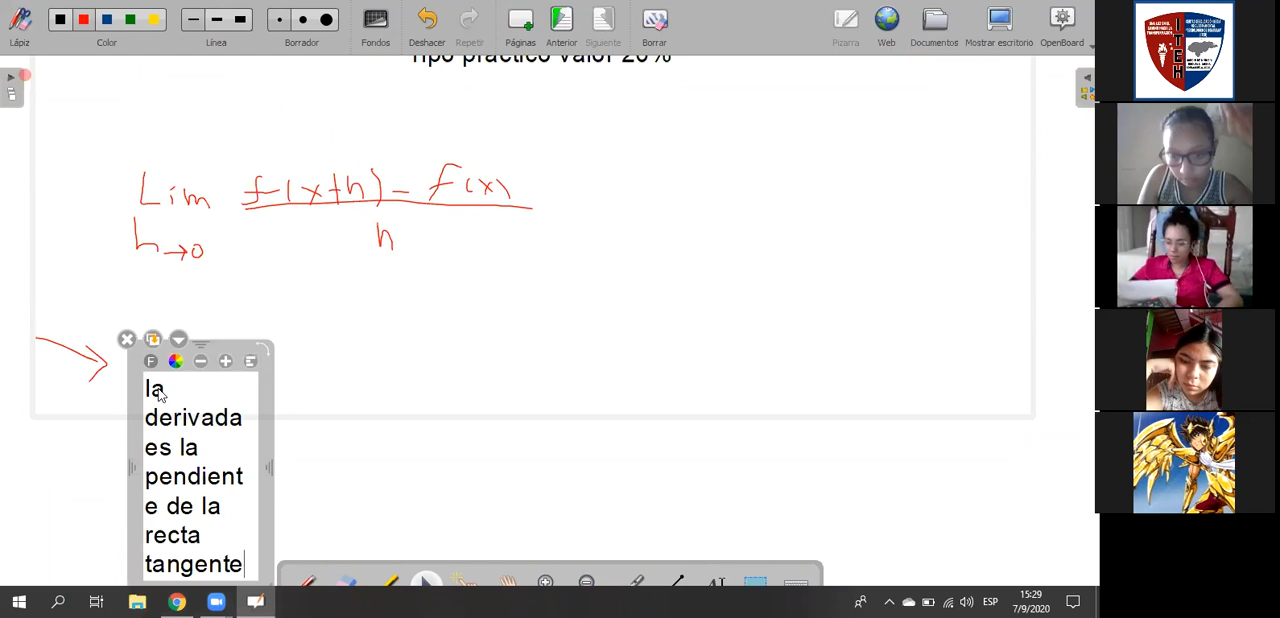 Lápiz
Color
Línea
Borrador
Fondos
Deshacer
Repetir
Páginas
Anterior
Siguiente
Borrar
Pizarra
Web
Documentos
Mostrar escritorio
OpenBoard
Tipo práctico valor 20%
Lim f(x+h) - f(x)
h→0 h
F
la
derivada
es la
pendient
e de la
recta
tangente
ITEH
ESP
15:29
7/9/2020